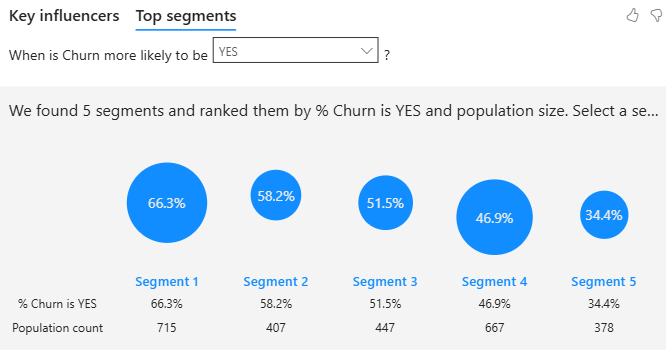 Key influencers Top segments
When is Churn more likely to be YES ?
We found 5 segments and ranked them by % Churn is YES and population size. Select a se...
66.3% 58.2% 51.5% 46.9% 34.4%
Segment 1 Segment 2 Segment 3 Segment 4 Segment 5
% Churn is YES 66.3% 58.2% 51.5% 46.9% 34.4%
Population count 715 407 447 667 378